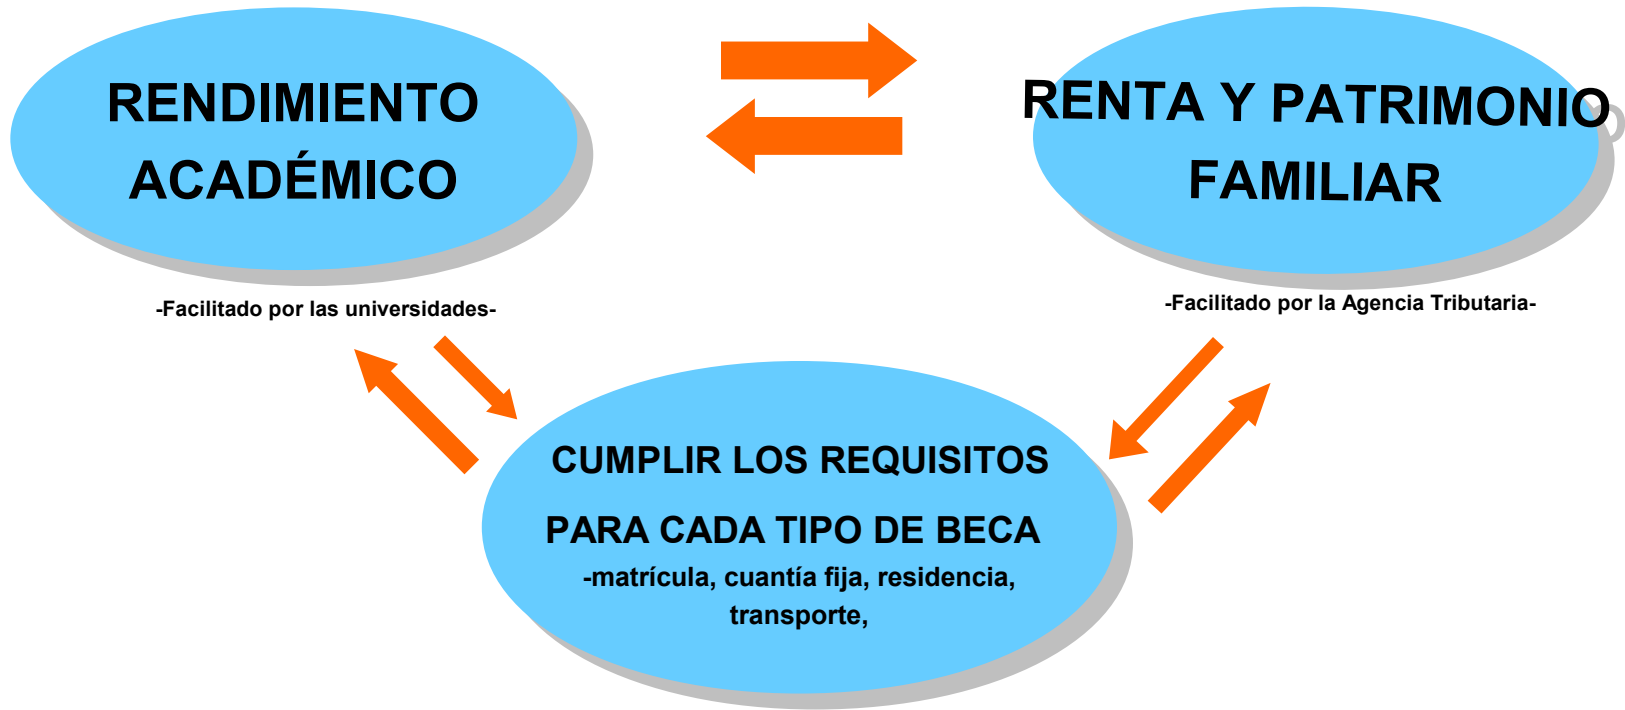 RENDIMIENTO
ACADÉMICO
-Facilitado por las universidades-
RENTA Y PATRIMONIO
FAMILIAR
-Facilitado por la Agencia Tributaria-
CUMPLIR LOS REQUISITOS
PARA CADA TIPO DE BECA
-matrícula, cuantía fija, residencia,
transporte,